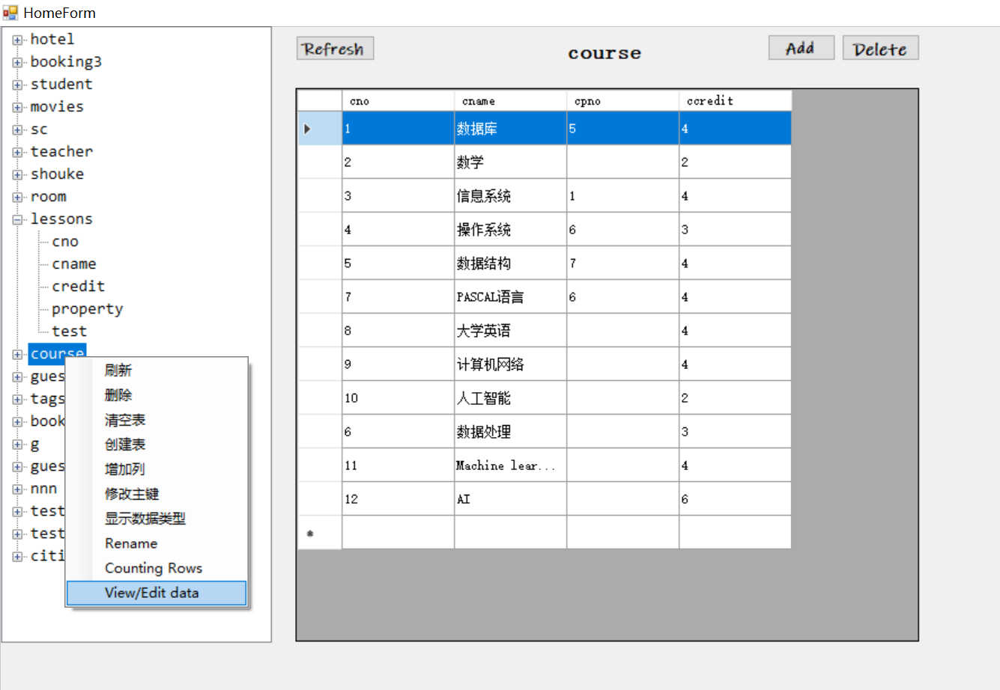 HomeForm
hotel
booking3
student
movies
sc
teacher
shouke
room
lessons
cno
cname
credit
property
test
course
gues
tags
book
g
gues
nnn
test
test
citi
刷新
删除
清空表
创建表
增加列
修改主键
显示数据类型
Rename
Counting Rows
View/Edit data
Refresh
course
Add
Delete
cno cname cpno ccredit
1 数据库 5 4
2 数学 2
3 信息系统 1 4
4 操作系统 6 3
5 数据结构 7 4
7 PASCAL语言 6 4
8 大学英语 4
9 计算机网络 4
10 人工智能 2
6 数据处理 3
11 Machine lear... 4
12 AI 6